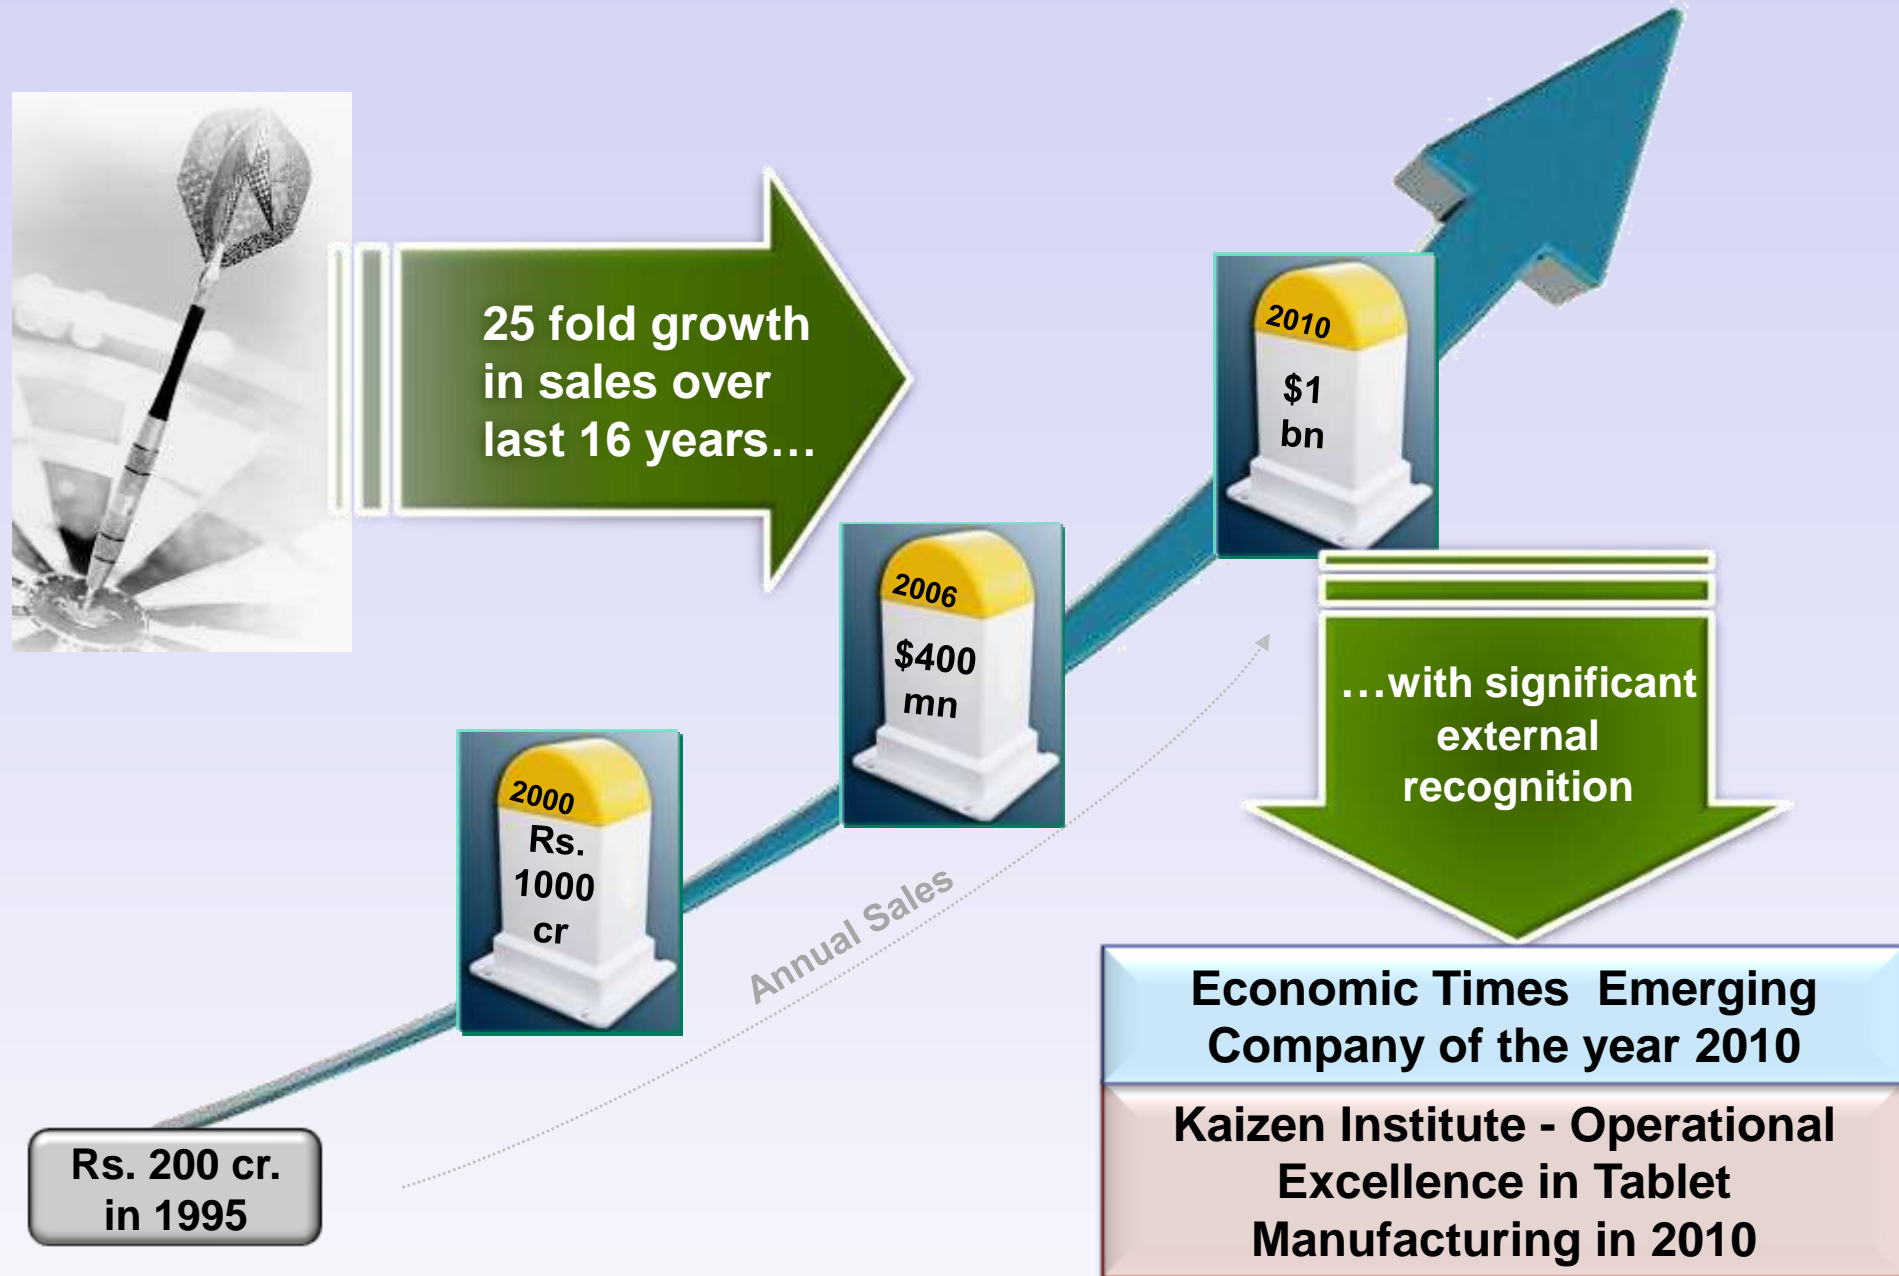 25 fold growth
in sales over
last 16 years…
2010
$1
bn
2006
$400
mn
2000
Rs.
1000
cr
Rs. 200 cr.
in 1995
Annual Sales
…with significant
external
recognition
Economic Times Emerging
Company of the year 2010
Kaizen Institute - Operational
Excellence in Tablet
Manufacturing in 2010